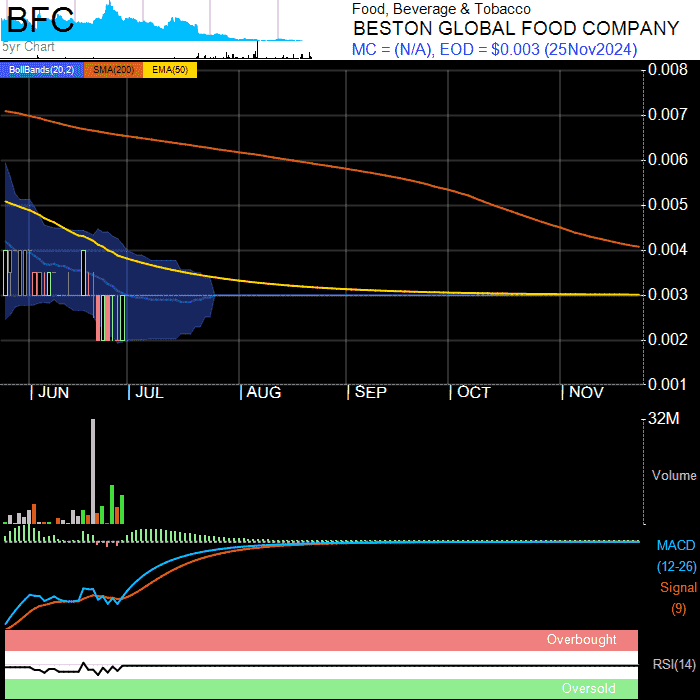 BFC
5yr Chart
Food, Beverage & Tobacco
BESTON GLOBAL FOOD COMPANY
MC = (N/A), EOD = $0.003 (25Nov2024)
BollBands(20,2) SMA(200) EMA(50)
0.008
0.007
0.006
0.005
0.004
0.003
0.002
0.001
JUN JUL AUG SEP OCT NOV
32M
Volume
MACD
(12-26)
Signal
(9)
Overbought
RSI(14)
Oversold